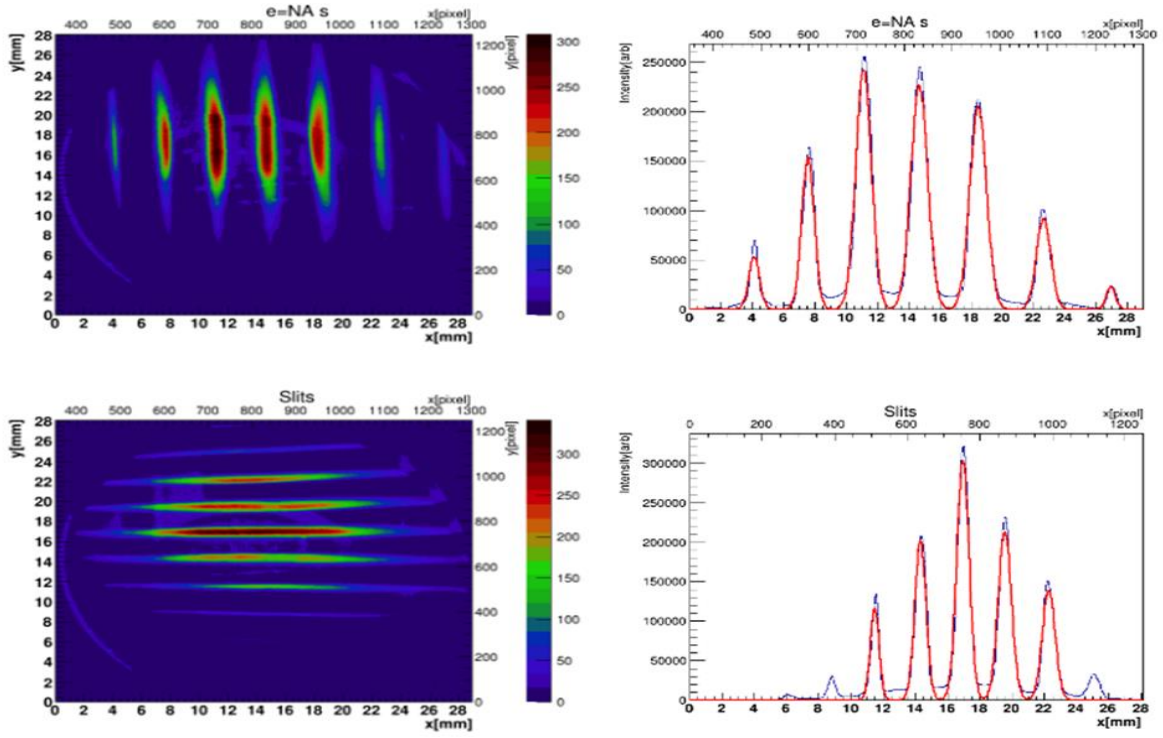 e=NA s
400 500 600 700 800 900 1000 1100 1200 1300
x[pixel]
y[mm]
28 26 24 22 20 18 16 14 12 10 8 6 4 2 0
0 2 4 6 8 10 12 14 16 18 20 22 24 26 28
x[mm]
y[pixel]
1200 1000 800 600 400 200 0
300 250 200 150 100 50 0
e=NA s
400 500 600 700 800 900 1000 1100 1200 1300
x[pixel]
Intensity[arb]
250000 200000 150000 100000 50000 0
0 2 4 6 8 10 12 14 16 18 20 22 24 26 28
x[mm]
Slits
400 500 600 700 800 900 1000 1100 1200 1300
x[pixel]
y[mm]
28 26 24 22 20 18 16 14 12 10 8 6 4 2 0
0 2 4 6 8 10 12 14 16 18 20 22 24 26 28
x[mm]
y[pixel]
1200 1000 800 600 400 200 0
300 250 200 150 100 50 0
Slits
0 200 400 600 800 1000 1200
x[pixel]
Intensity[arb]
300000 250000 200000 150000 100000 50000 0
0 2 4 6 8 10 12 14 16 18 20 22 24 26 28
x[mm]